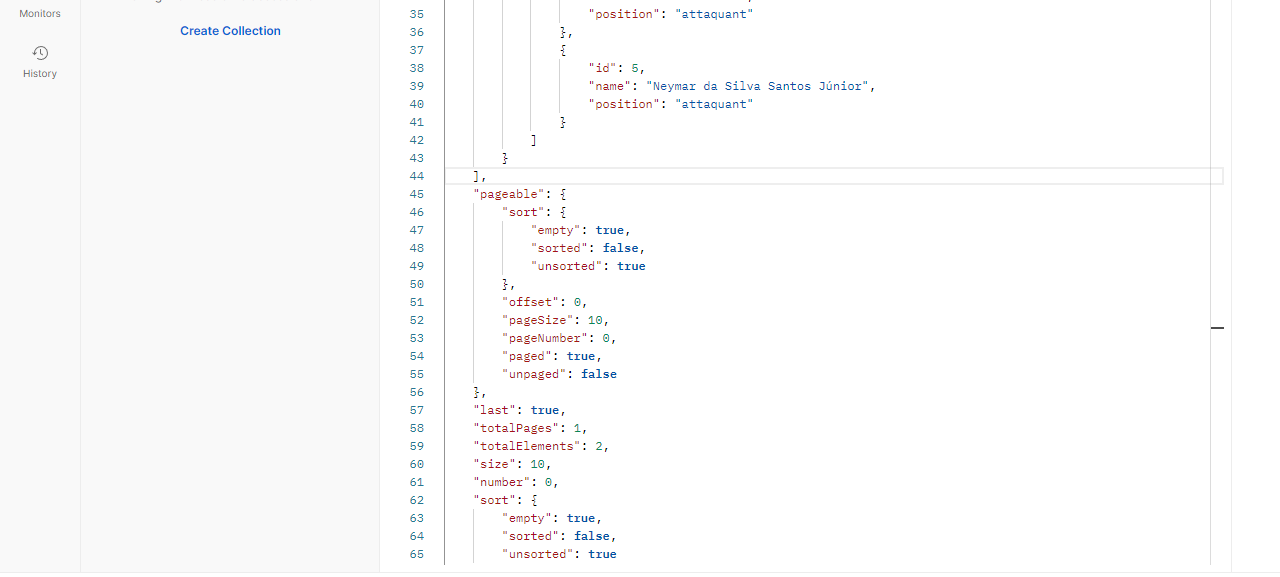 Monitors
History
Create Collection
35 "position": "attaquant"
36 },
37 {
38 "id": 5,
39 "name": "Neymar da Silva Santos Júnior",
40 "position": "attaquant"
41 }
42 ]
43 }
44 ],
45 "pageable": {
46 "sort": {
47 "empty": true,
48 "sorted": false,
49 "unsorted": true
50 },
51 "offset": 0,
52 "pageSize": 10,
53 "pageNumber": 0,
54 "paged": true,
55 "unpaged": false
56 },
57 "last": true,
58 "totalPages": 1,
59 "totalElements": 2,
60 "size": 10,
61 "number": 0,
62 "sort": {
63 "empty": true,
64 "sorted": false,
65 "unsorted": true